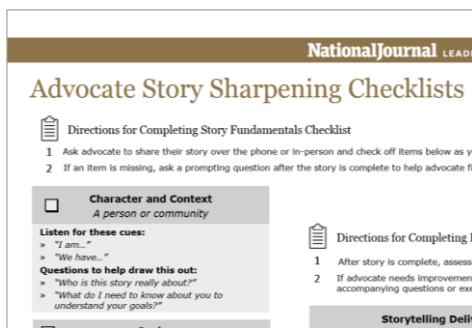 NationalJournal
Advocate Story Sharpening Checklists
Directions for Completing Story Fundamentals Checklist
1 Ask advocate to share their story over the phone or in-person and check off items below as
2 If an item is missing, ask a prompting question after the story is complete to help advocate
Character and Context
A person or community
Listen for these cues:
» "I am..."
» "We have..."
Questions to help draw this out:
» "Who is this story really about?"
» "What do I need to know about you to
understand your goals?"
Directions for Completing
1 After story is complete, assess
2 If advocate needs improvement
accompanying questions or
Storytelling